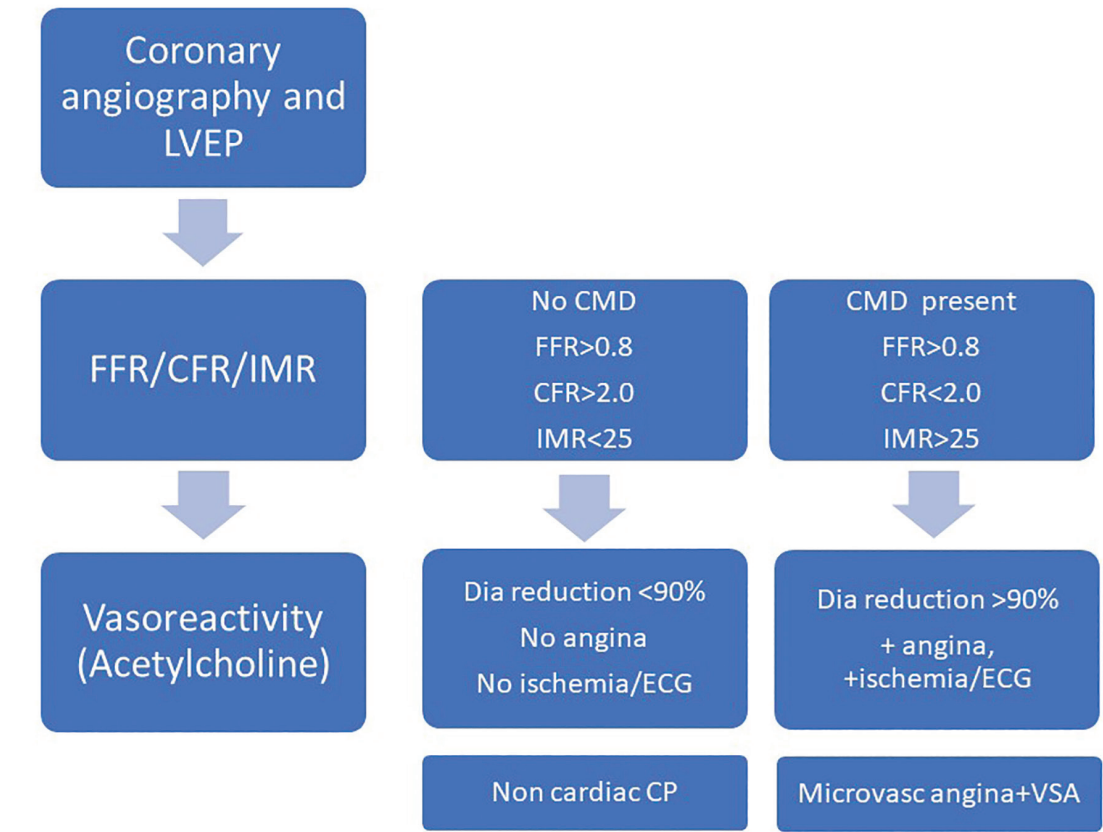 Coronary
angiography and
LVEP
FFR/CFR/IMR
No CMD
FFR>0.8
CFR>2.0
IMR<25
CMD present
FFR>0.8
CFR<2.0
IMR>25
Vasoreactivity
(Acetylcholine)
Dia reduction <90%
No angina
No ischemia/ECG
Dia reduction >90%
+ angina,
+ischemia/ECG
Non cardiac CP
Microvasc angina+VSA